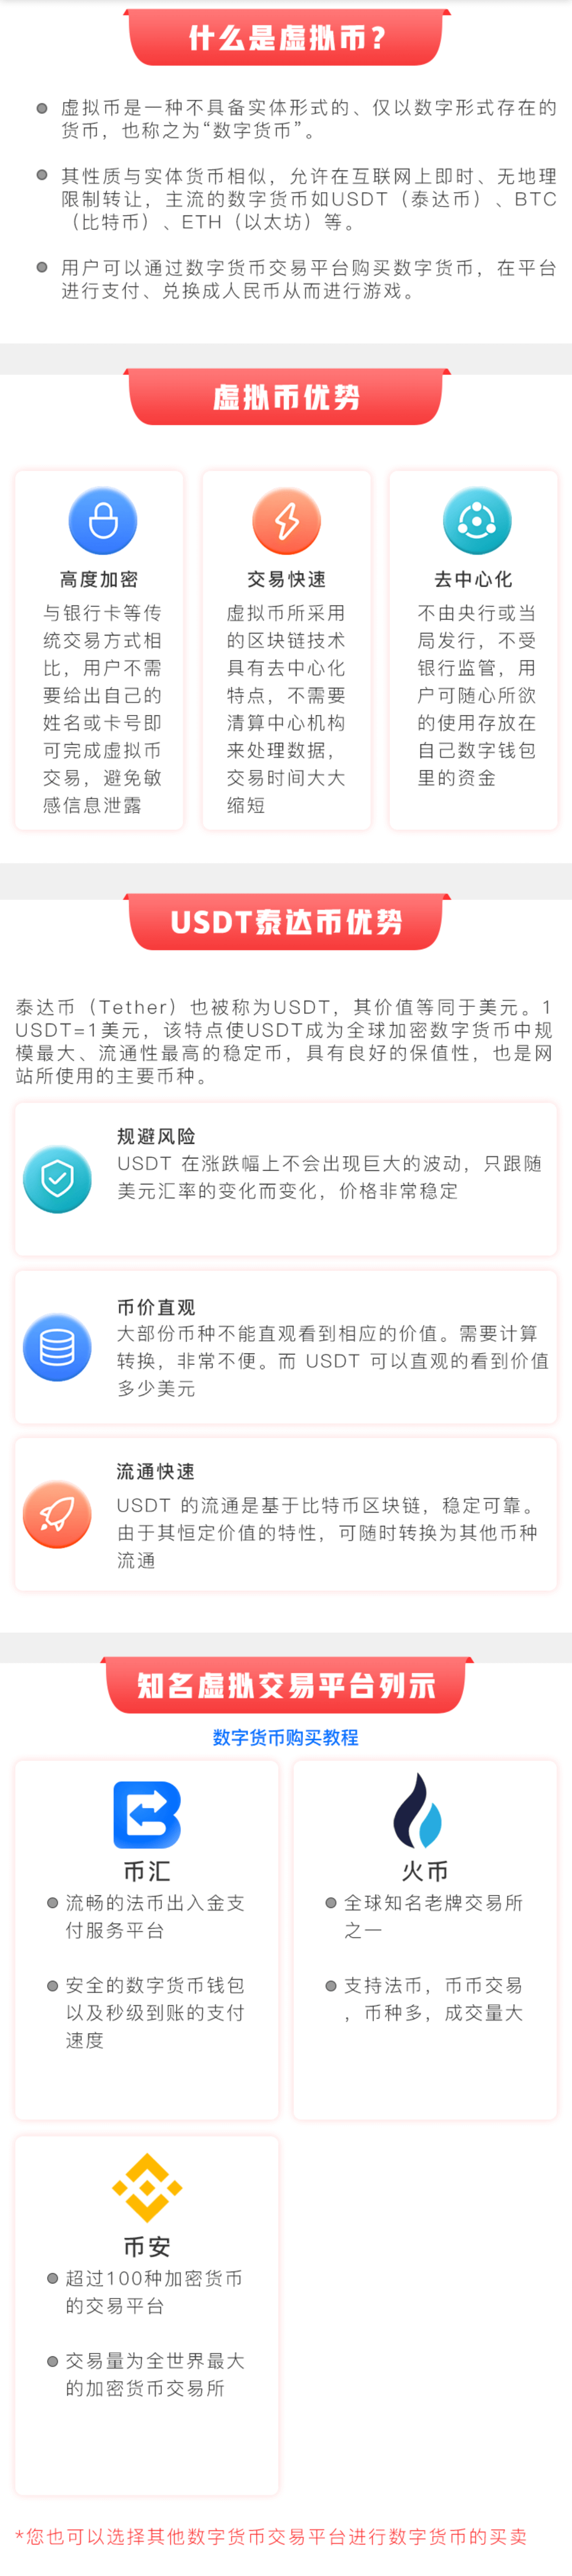 什么是虚拟币?
虚拟币是一种不具备实体形式的、仅以数字形式存在的
货币，也称之为“数字货币”。
其性质与实体货币相似，允许在互联网上即时、无地理
限制转让，主流的数字货币如USDT（泰达币）、BTC
（比特币）、ETH（以太坊）等。
用户可以通过数字货币交易平台购买数字货币，在平台
进行支付、兑换成人民币从而进行游戏。
虚拟币优势
高度加密
与银行卡等传
统交易方式相
比，用户不需
要给出自己的
姓名或卡号即
可完成虚拟币
交易，避免敏
感信息泄露
交易快速
虚拟币所采用
的区块链技术
具有去中心化
特点，不需要
清算中心机构
来处理数据，
交易时间大大
缩短
去中心化
不由央行或当
局发行，不受
银行监管，用
户可随心所欲
的使用存放在
自己数字钱包
里的资金
USDT泰达币优势
泰达币（Tether）也被称为USDT，其价值等同于美元。1
USDT=1美元，该特点使USDT成为全球加密数字货币中规
模最大、流通性最高的稳定币，具有良好的保值性，也是网
站所使用的主要币种。
规避风险
USDT 在涨跌幅上不会出现巨大的波动，只跟随
美元汇率的变化而变化，价格非常稳定
币价直观
大部份币种不能直观看到相应的价值。需要计算
转换，非常不便。而 USDT 可以直观的看到价值
多少美元
流通快速
USDT 的流通是基于比特币区块链，稳定可靠。
由于其恒定价值的特性，可随时转换为其他币种
流通
知名虚拟交易平台列示
数字货币购买教程
币汇
流畅的法币出入金支
付服务平台
安全的数字货币钱包
以及秒级到账的支付
速度
火币
全球知名老牌交易所
之一
支持法币，币币交易
，币种多，成交量大
币安
超过100种加密货币
的交易平台
交易量为全世界最大
的加密货币交易所
*您也可以选择其他数字货币交易平台进行数字货币的买卖